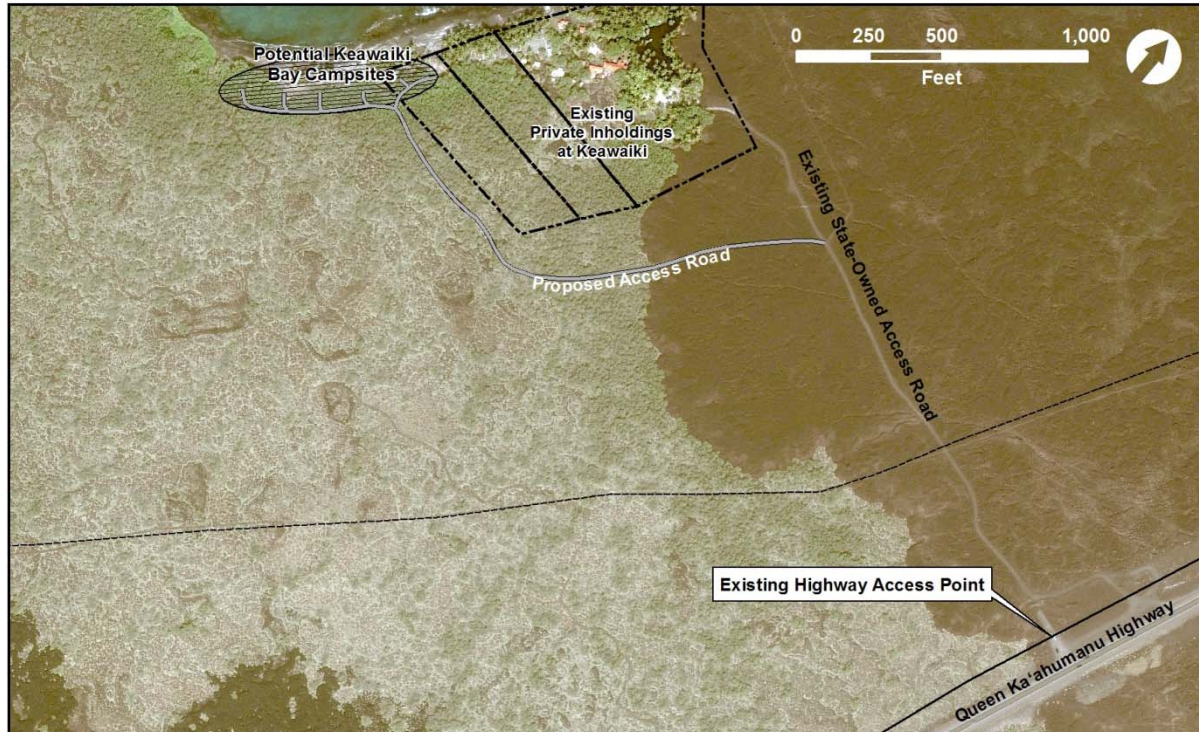 Potential Keawaiki
Bay Campsites
0 250 500 1,000
Feet
Existing
Private Inholdings
at Keawaiki
Existing State-Owned Access Road
Proposed Access Road
Existing Highway Access Point
Queen Ka‘ahumanu Highway